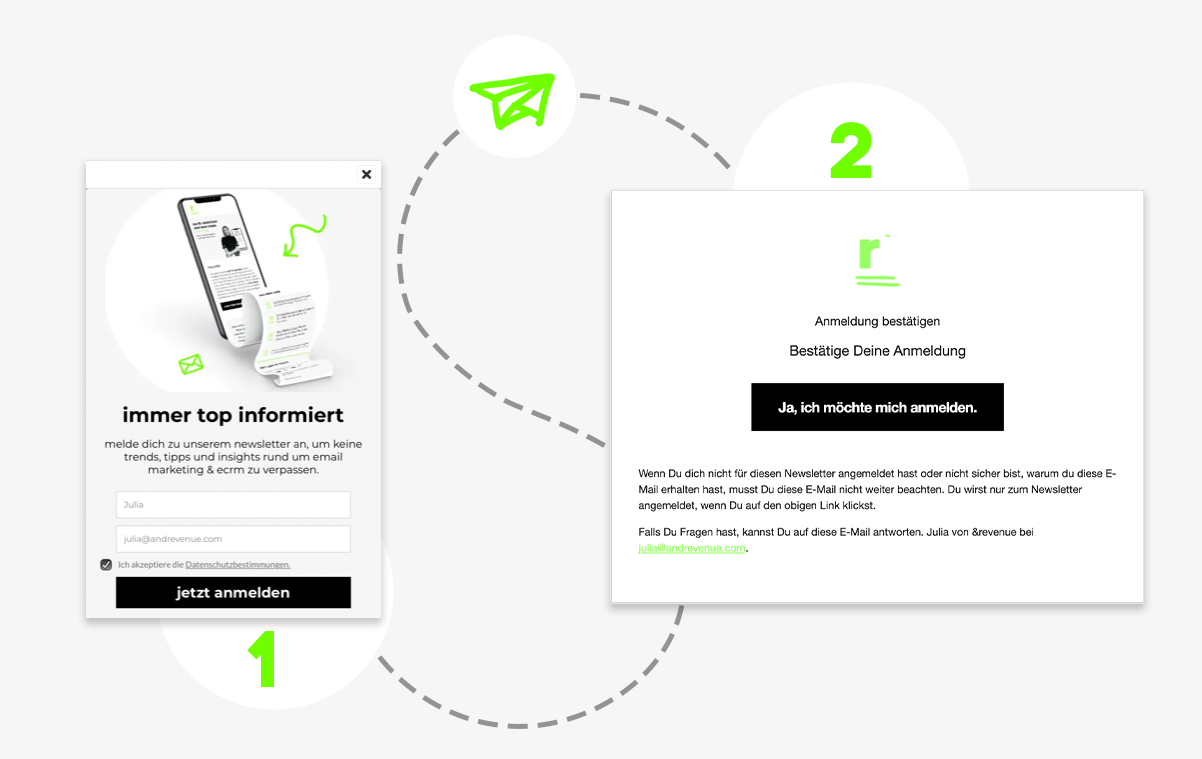 immer top informiert
melde dich zu unserem newsletter an, um keine
trends, tipps und insights rund um email
marketing & ecrm zu verpassen.
Julia
julia@andrevenue.com
Ich akzeptiere die Datenschutzbestimmungen.
jetzt anmelden
1
2
r™
Anmeldung bestätigen
Bestätige Deine Anmeldung
Ja, ich möchte mich anmelden.
Wenn Du dich nicht für diesen Newsletter angemeldet hast oder nicht sicher bist, warum du diese E-
Mail erhalten hast, musst Du diese E-Mail nicht weiter beachten. Du wirst nur zum Newsletter
angemeldet, wenn Du auf den obigen Link klickst.
Falls Du Fragen hast, kannst Du auf diese E-Mail antworten. Julia von &revenue bei
julia@andrevenue.com.